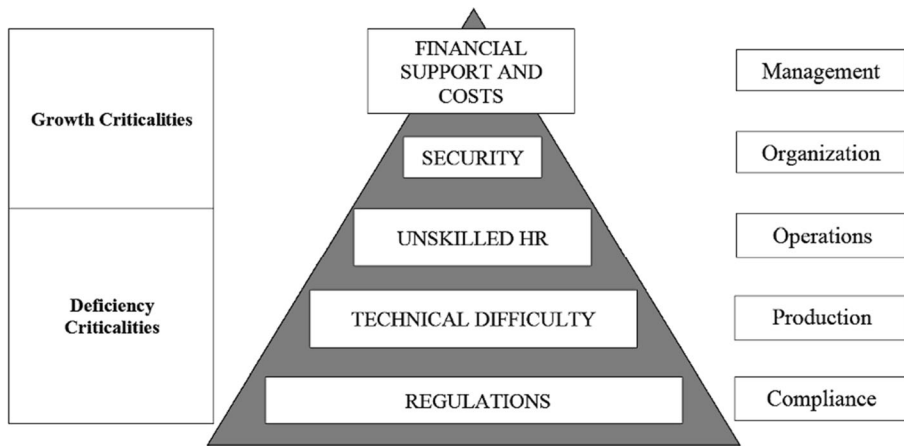 Growth Criticalities
Deficiency
Criticalities
FINANCIAL
SUPPORT AND
COSTS
SECURITY
UNSKILLED HR
TECHNICAL DIFFICULTY
REGULATIONS
Management
Organization
Operations
Production
Compliance